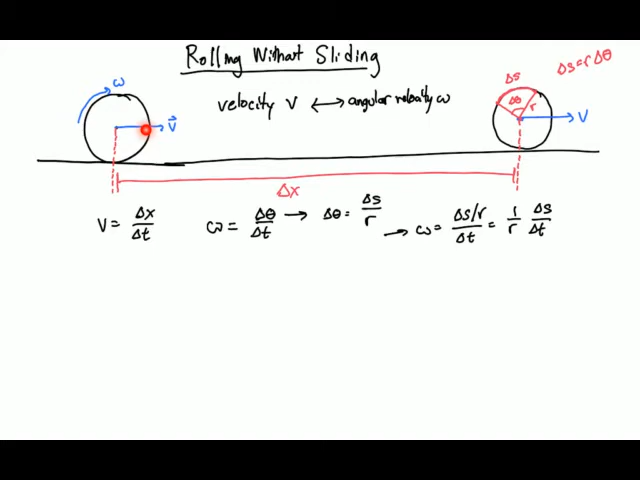 Rolling Without Sliding
ω
velocity V ⟷ angular velocity ω
V⃗
Δs
Δs=rΔθ
Δθ
r
V
Δx
V = Δx/Δt
ω = Δθ/Δt → Δθ = Δs/r
→ ω = (Δs/r)/Δt = 1/r Δs/Δt